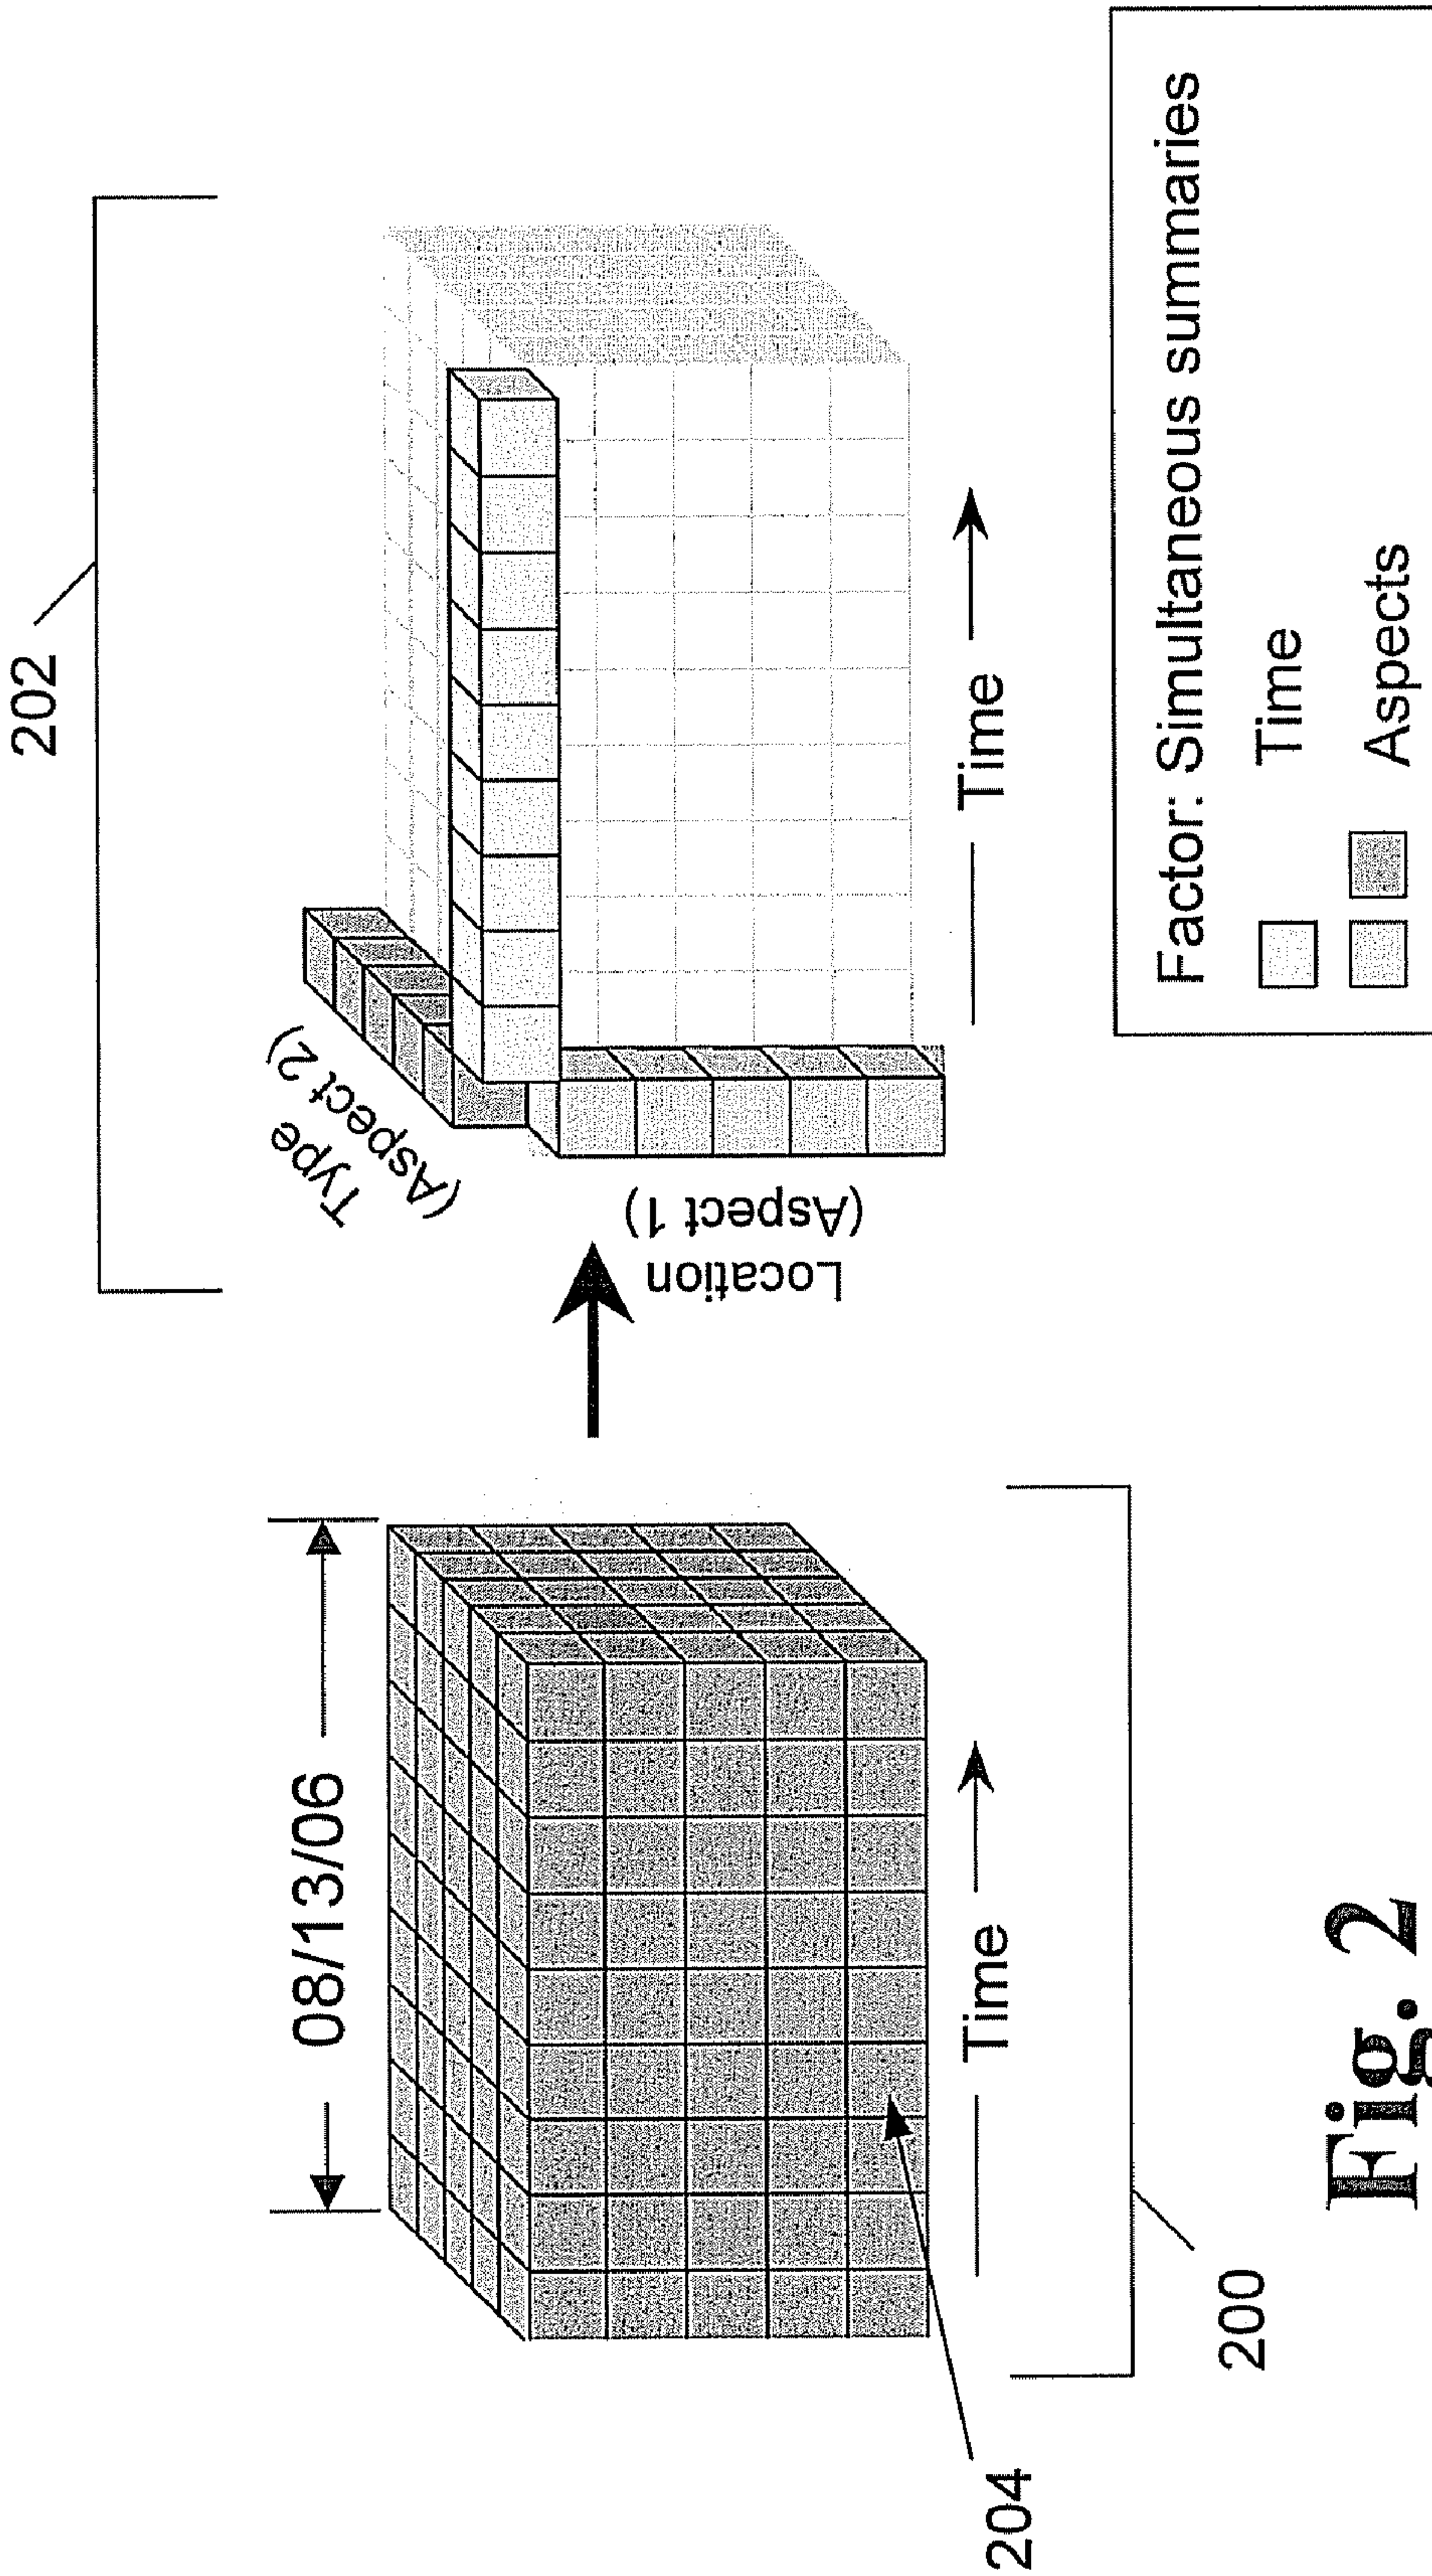 202
08/13/06
Type
(Aspect 2)
Location
(Aspect 1)
Time
Time
204
200
Factor: Simultaneous summaries
Time
Aspects
Fig. 2